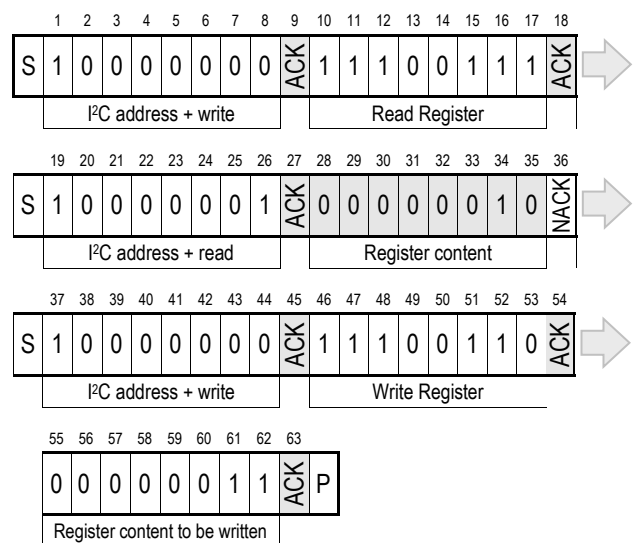 1 2 3 4 5 6 7 8 9 10 11 12 13 14 15 16 17 18
S 1 0 0 0 0 0 0 0 ACK 1 1 1 0 0 1 1 1 ACK
I²C address + write Read Register
19 20 21 22 23 24 25 26 27 28 29 30 31 32 33 34 35 36
S 1 0 0 0 0 0 0 1 ACK 0 0 0 0 0 0 1 0 NACK
I²C address + read Register content
37 38 39 40 41 42 43 44 45 46 47 48 49 50 51 52 53 54
S 1 0 0 0 0 0 0 0 ACK 1 1 1 0 0 1 1 0 ACK
I²C address + write Write Register
55 56 57 58 59 60 61 62 63
0 0 0 0 0 0 1 1 ACK P
Register content to be written